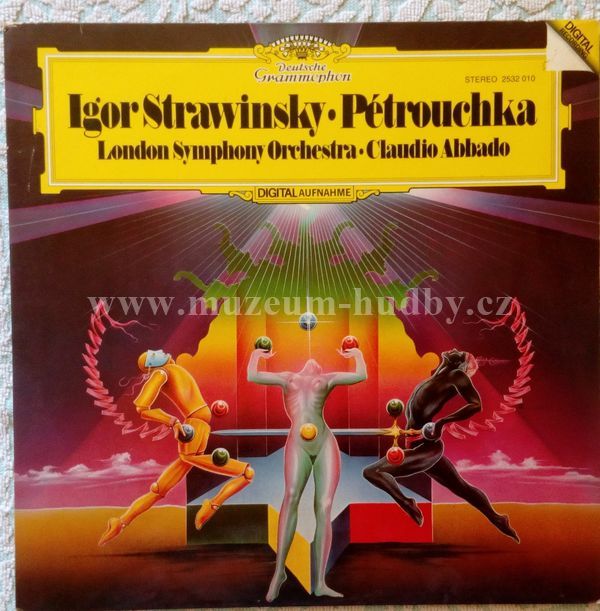 DIGITAL
RECORDING
Deutsche
Grammophon
STEREO 2532 010
Igor Strawinsky · Pétrouchka
London Symphony Orchestra · Claudio Abbado
DIGITAL AUFNAHME
www.muzeum-hudby.cz